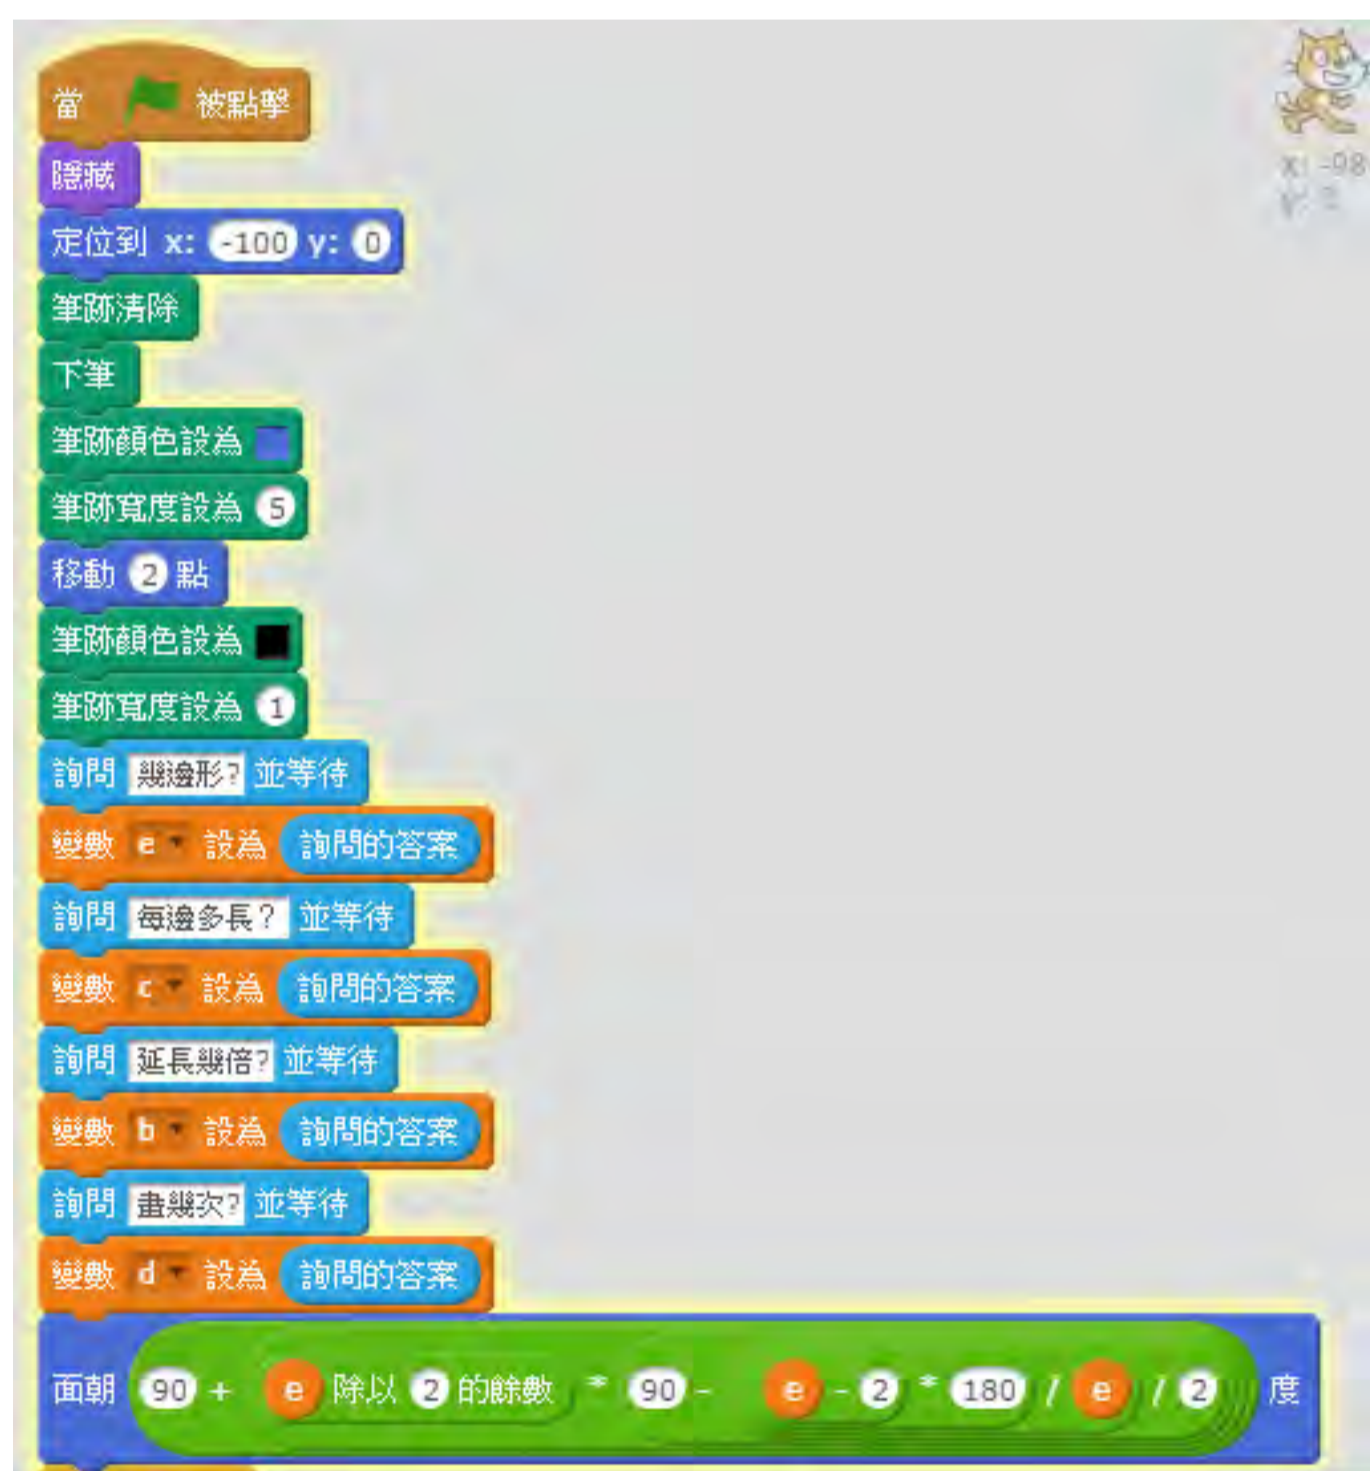 當 被點擊
隱藏
定位到 x: -100 y: 0
筆跡清除
下筆
筆跡顏色設為
筆跡寬度設為 5
移動 2 點
筆跡顏色設為
筆跡寬度設為 1
詢問 幾邊形? 並等待
變數 e 設為 詢問的答案
詢問 每邊多長? 並等待
變數 c 設為 詢問的答案
詢問 延長幾倍? 並等待
變數 b 設為 詢問的答案
詢問 畫幾次? 並等待
變數 d 設為 詢問的答案
面朝 90 + e 除以 2 的餘數 * 90 - e - 2 * 180 / e / 2 度
x: -98